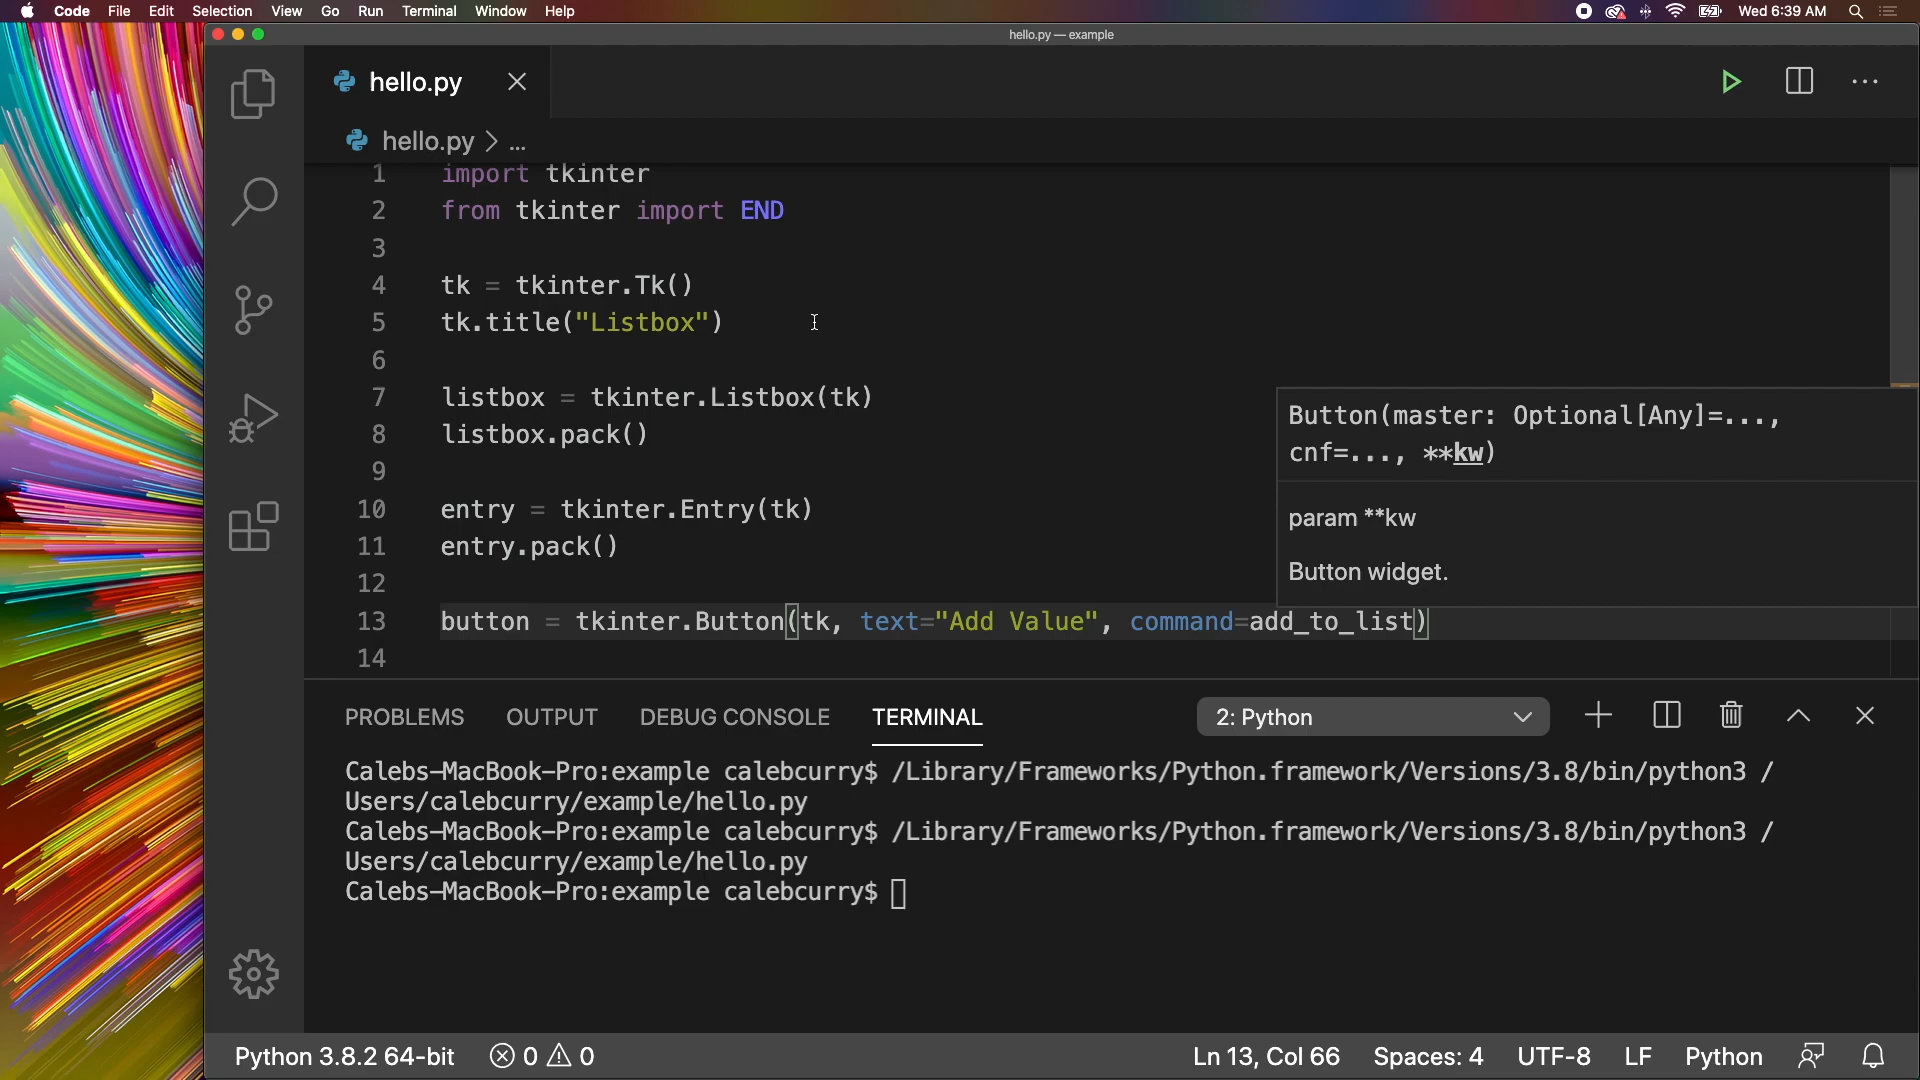 Code File Edit Selection View Go Run Terminal Window Help Wed 6:39 AM
hello.py — example
hello.py
hello.py > ...
1 import tkinter
2 from tkinter import END
3
4 tk = tkinter.Tk()
5 tk.title("Listbox")
6
7 listbox = tkinter.Listbox(tk)
8 listbox.pack()
9
10 entry = tkinter.Entry(tk)
11 entry.pack()
12
13 button = tkinter.Button(tk, text="Add Value", command=add_to_list)
14
Button(master: Optional[Any]=...,
cnf=..., **kw)
param **kw
Button widget.
PROBLEMS OUTPUT DEBUG CONSOLE TERMINAL 2: Python
Calebs-MacBook-Pro:example calebcurry$ /Library/Frameworks/Python.framework/Versions/3.8/bin/python3 /
Users/calebcurry/example/hello.py
Calebs-MacBook-Pro:example calebcurry$ /Library/Frameworks/Python.framework/Versions/3.8/bin/python3 /
Users/calebcurry/example/hello.py
Calebs-MacBook-Pro:example calebcurry$
Python 3.8.2 64-bit 0 0 Ln 13, Col 66 Spaces: 4 UTF-8 LF Python